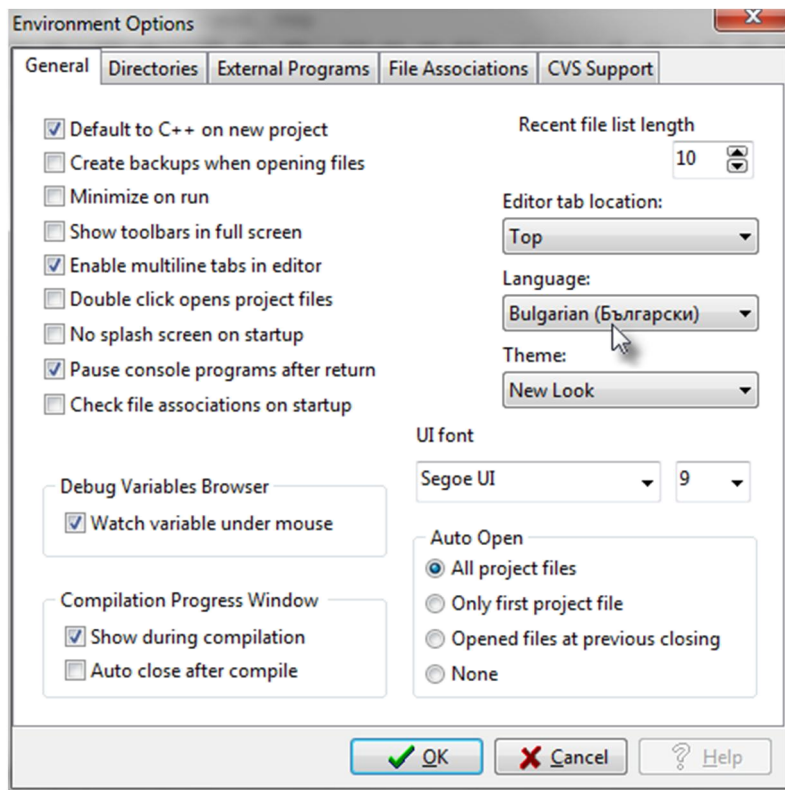 Environment Options
General Directories External Programs File Associations CVS Support
Default to C++ on new project
Create backups when opening files
Minimize on run
Show toolbars in full screen
Enable multiline tabs in editor
Double click opens project files
No splash screen on startup
Pause console programs after return
Check file associations on startup
Recent file list length
10
Editor tab location:
Top
Language:
Bulgarian (Български)
Theme:
New Look
UI font
Segoe UI 9
Debug Variables Browser
Watch variable under mouse
Compilation Progress Window
Show during compilation
Auto close after compile
Auto Open
All project files
Only first project file
Opened files at previous closing
None
OK Cancel Help